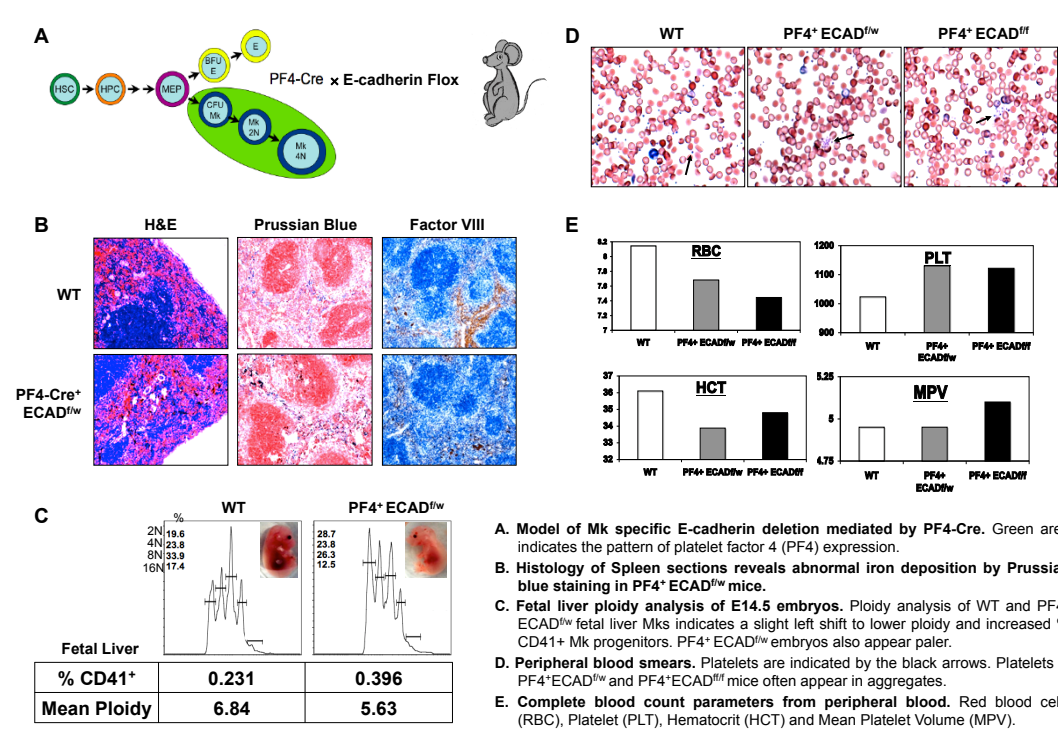 A
HSC
HPC
MEP
BFU
E
E
CFU
Mk
Mk
2N
Mk
4N
PF4-Cre × E-cadherin Flox
B
H&E
Prussian Blue
Factor VIII
WT
PF4-Cre⁺
ECADᶠ/ʷ
C
WT
PF4⁺ ECADᶠ/ʷ
%
2N 19.6
4N 23.8
8N 33.9
16N 17.4
28.7
23.8
26.3
12.5
Fetal Liver
% CD41⁺ 0.231 0.396
Mean Ploidy 6.84 5.63
D
WT
PF4⁺ ECADᶠ/ʷ
PF4⁺ ECADᶠ/ᶠ
E
RBC
8.2
8
7.8
7.6
7.4
7.2
7
WT PF4+ ECADf/w PF4+ ECADf/f
PLT
1200
1100
1000
900
WT PF4+ ECADf/w PF4+ ECADf/f
HCT
37
36
35
34
33
32
WT PF4+ ECADf/w PF4+ ECADf/f
MPV
5.25
5
4.75
WT PF4+ ECADf/w PF4+ ECADf/f
A. Model of Mk specific E-cadherin deletion mediated by PF4-Cre. Green are
indicates the pattern of platelet factor 4 (PF4) expression.
B. Histology of Spleen sections reveals abnormal iron deposition by Prussia
blue staining in PF4⁺ ECADᶠ/ʷ mice.
C. Fetal liver ploidy analysis of E14.5 embryos. Ploidy analysis of WT and PF4
ECADᶠ/ʷ fetal liver Mks indicates a slight left shift to lower ploidy and increased
CD41+ Mk progenitors. PF4⁺ ECADᶠ/ʷ embryos also appear paler.
D. Peripheral blood smears. Platelets are indicated by the black arrows. Platelets
PF4⁺ECADᶠ/ʷ and PF4⁺ECADᶠᶠ/ᶠ mice often appear in aggregates.
E. Complete blood count parameters from peripheral blood. Red blood cel
(RBC), Platelet (PLT), Hematocrit (HCT) and Mean Platelet Volume (MPV).